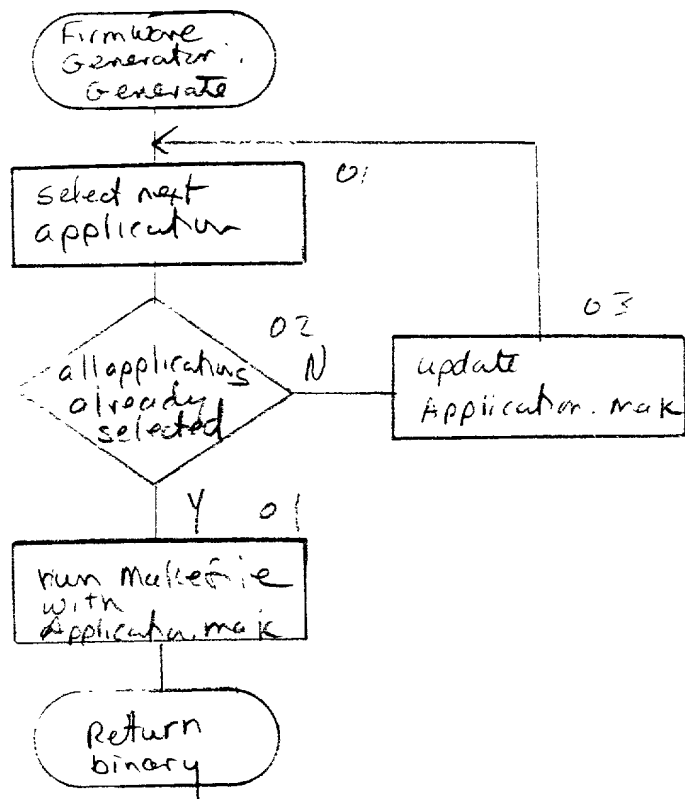 Firmware
Generator.
Generate
01
select next
application
02
all applications
already
selected
N
03
update
Application.mak
Y
01
run Makefile
with
Application.mak
Return
binary